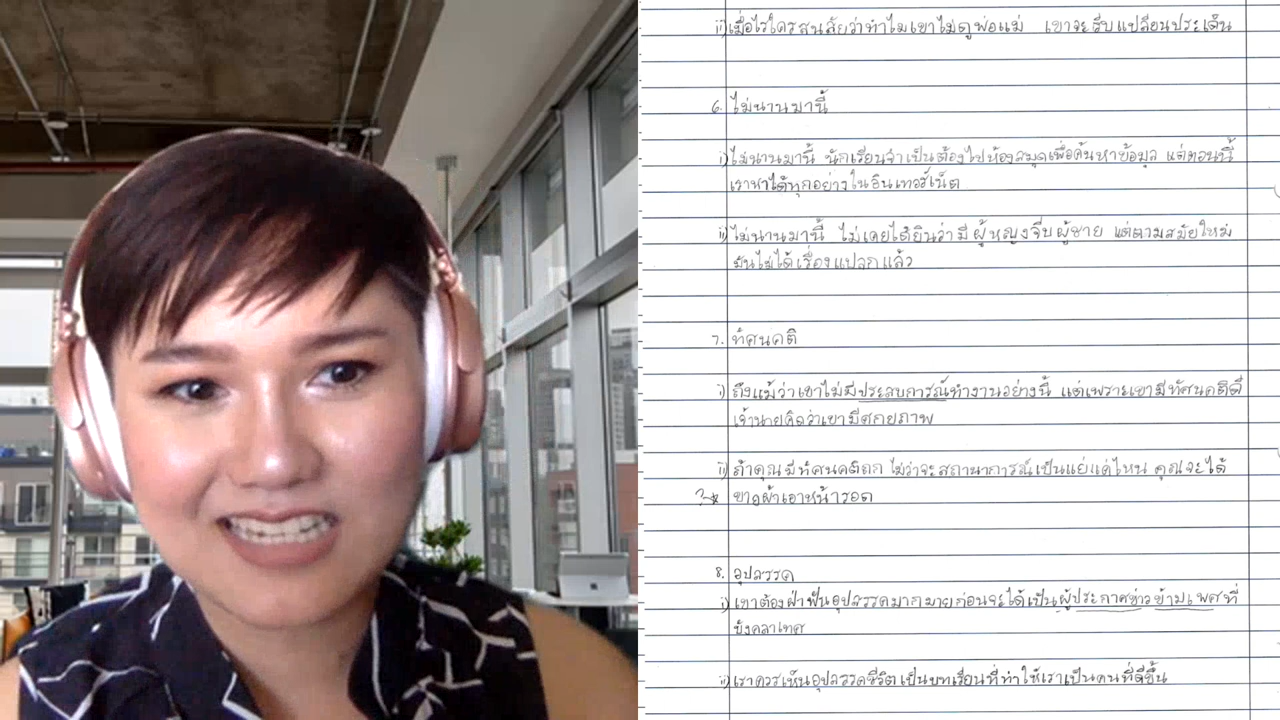 ii) เมื่อไรใครสนสัยว่าทำไมเขาไม่ดูพ่อแม่ เขาจะรีบเปลี่ยนประเด็น
6. ไม่นานมานี้
i) ไม่นานมานี้ นักเรียนจำเป็นต้องไปห้องสมุดเพื่อค้นหาข้อมูล แต่ตอนนี้
เราหาได้ทุกอย่างในอินเทอร์เน็ต
ii) ไม่นานมานี้ ไม่เคยได้ยินว่ามีผู้หญิงจีบผู้ชาย แต่ตามสมัยใหม่
มันไม่ได้เรื่องแปลกแล้ว
7. ทัศนคติ
i) ถึงแม้ว่าเขาไม่มีประสบการณ์ทำงานอย่างนี้ แต่เพราะเขามีทัศนคติดี
เจ้านายคิดว่าเขามีศกยภาพ
ii) ถ้าคุณมีทัศนคติถูก ไม่ว่าจะสถานาการณ์เป็นแย่แค่ไหน คุณจะได้
ขาดผ้าเอาหน้ารอด
8. อุปสรรค
i) เขาต้องฝ่าฟันอุปสรรคมากมายก่อนจะได้เป็นผู้ประกาศข่าวข้ามเพศที่
บังคลาเทศ
ii) เราควรเห็นอุปสรรคชีวิตเป็นบทเรียนที่ทำให้เราเป็นคนที่ดีขึ้น